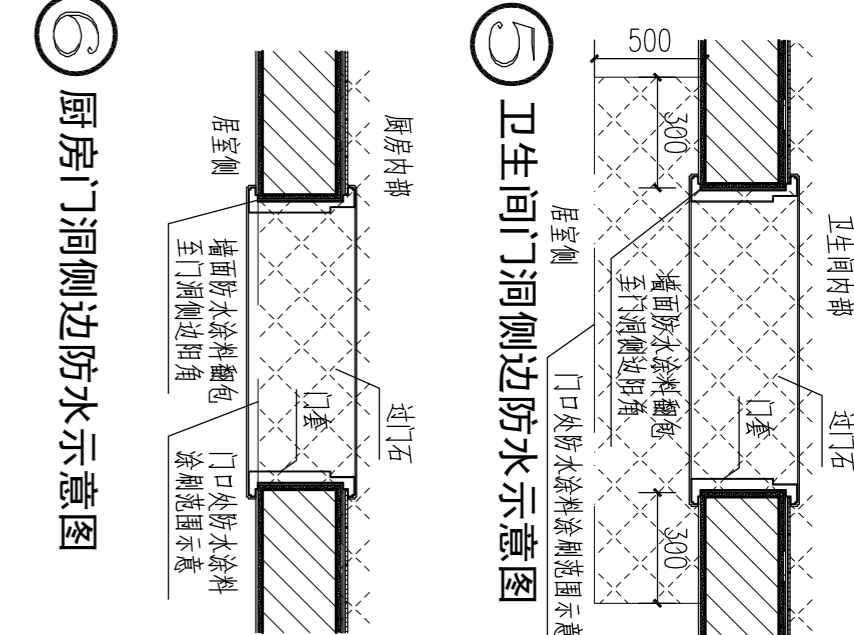 5
卫生间门洞侧边防水示意图
卫生间内部
过门石
500
300
300
居室侧
墙面防水涂料翻包
至门洞侧边阳角
门套
门口处防水涂料涂刷范围示意
6
厨房门洞侧边防水示意图
厨房内部
过门石
居室侧
墙面防水涂料翻包
至门洞侧边阳角
门套
门口处防水涂料
涂刷范围示意